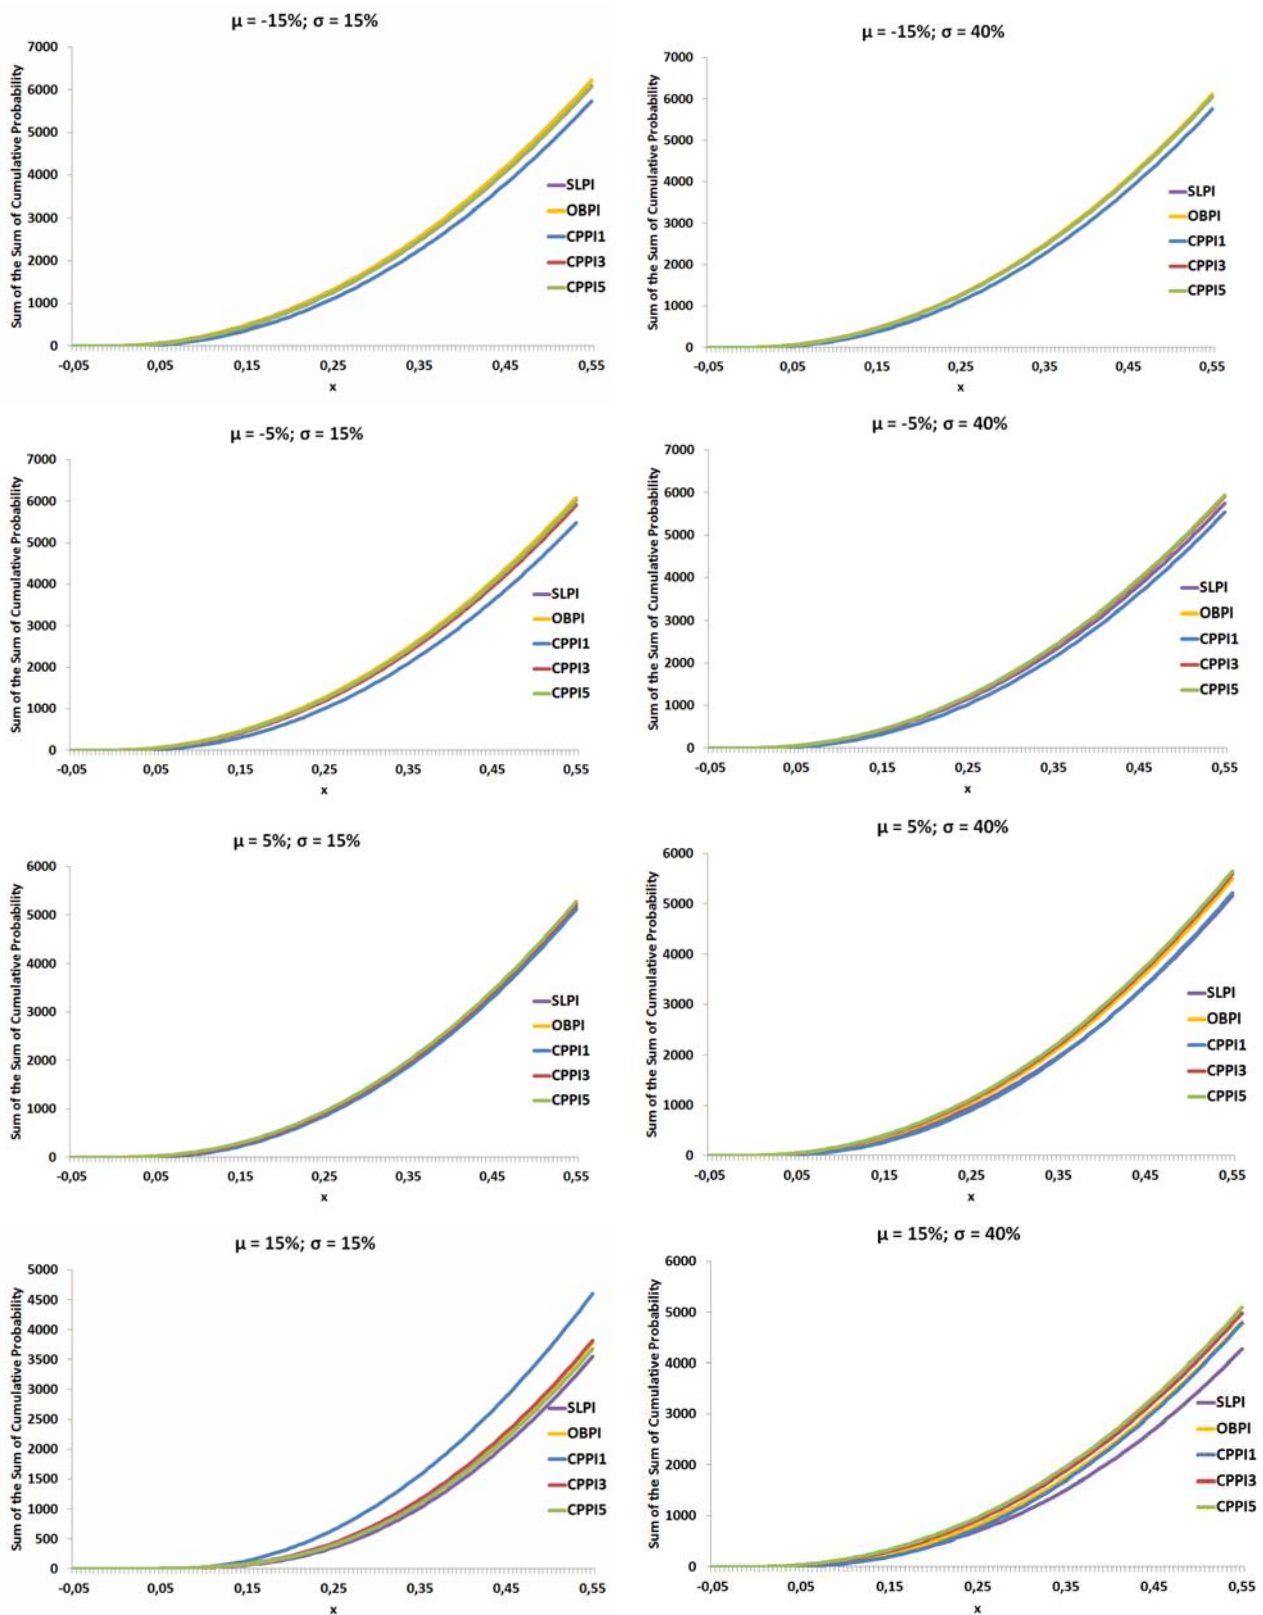 μ = -15%; σ = 15%
Sum of the Sum of Cumulative Probability
7000
6000
5000
4000
3000
2000
1000
0
-0,05
0,05
0,15
0,25
0,35
0,45
0,55
x
SLPI
OBPI
CPPI1
CPPI3
CPPI5
μ = -15%; σ = 40%
Sum of the Sum of Cumulative Probability
7000
6000
5000
4000
3000
2000
1000
0
-0,05
0,05
0,15
0,25
0,35
0,45
0,55
x
SLPI
OBPI
CPPI1
CPPI3
CPPI5
μ = -5%; σ = 15%
Sum of the Sum of Cumulative Probability
7000
6000
5000
4000
3000
2000
1000
0
-0,05
0,05
0,15
0,25
0,35
0,45
0,55
x
SLPI
OBPI
CPPI1
CPPI3
CPPI5
μ = -5%; σ = 40%
Sum of the Sum of Cumulative Probability
7000
6000
5000
4000
3000
2000
1000
0
-0,05
0,05
0,15
0,25
0,35
0,45
0,55
x
SLPI
OBPI
CPPI1
CPPI3
CPPI5
μ = 5%; σ = 15%
Sum of the Sum of Cumulative Probability
6000
5000
4000
3000
2000
1000
0
-0,05
0,05
0,15
0,25
0,35
0,45
0,55
x
SLPI
OBPI
CPPI1
CPPI3
CPPI5
μ = 5%; σ = 40%
Sum of the Sum of Cumulative Probability
6000
5000
4000
3000
2000
1000
0
-0,05
0,05
0,15
0,25
0,35
0,45
0,55
x
SLPI
OBPI
CPPI1
CPPI3
CPPI5
μ = 15%; σ = 15%
Sum of the Sum of Cumulative Probability
5000
4500
4000
3500
3000
2500
2000
1500
1000
500
0
-0,05
0,05
0,15
0,25
0,35
0,45
0,55
x
SLPI
OBPI
CPPI1
CPPI3
CPPI5
μ = 15%; σ = 40%
Sum of the Sum of Cumulative Probability
6000
5000
4000
3000
2000
1000
0
-0,05
0,05
0,15
0,25
0,35
0,45
0,55
x
SLPI
OBPI
CPPI1
CPPI3
CPPI5